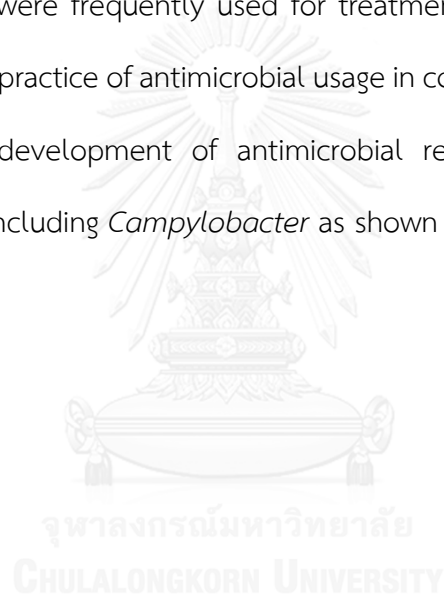 were frequently used for treatmen
practice of antimicrobial usage in co
development of antimicrobial re
ncluding Campylobacter as shown
จุฬาลงกรณ์มหาวิทยาลัย
CHULALONGKORN UNIVERSITY